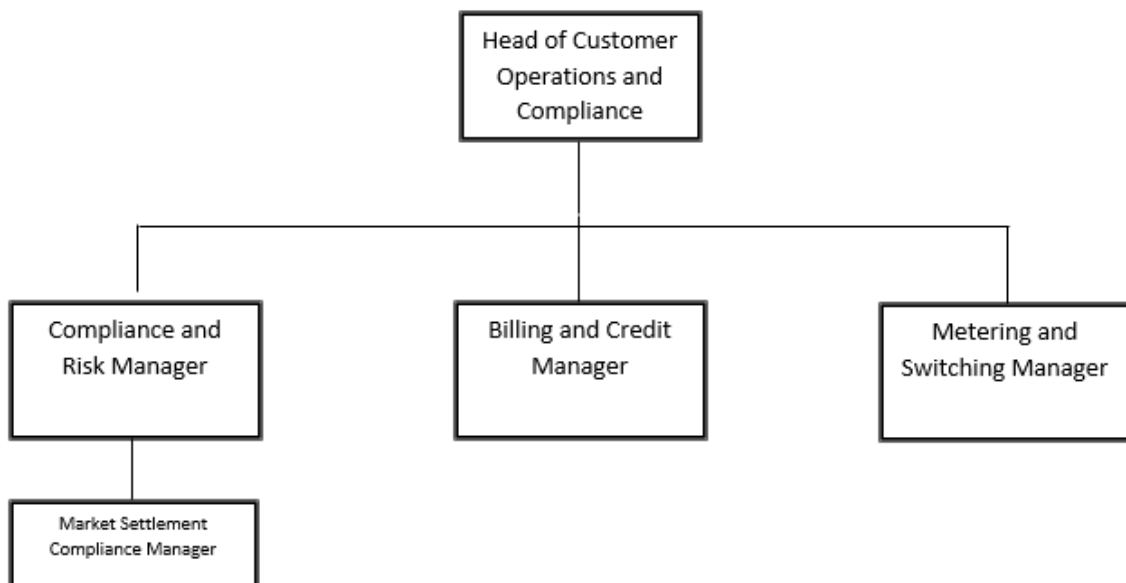 Head of Customer
Operations and
Compliance
Compliance and
Risk Manager
Billing and Credit
Manager
Metering and
Switching Manager
Market Settlement
Compliance Manager